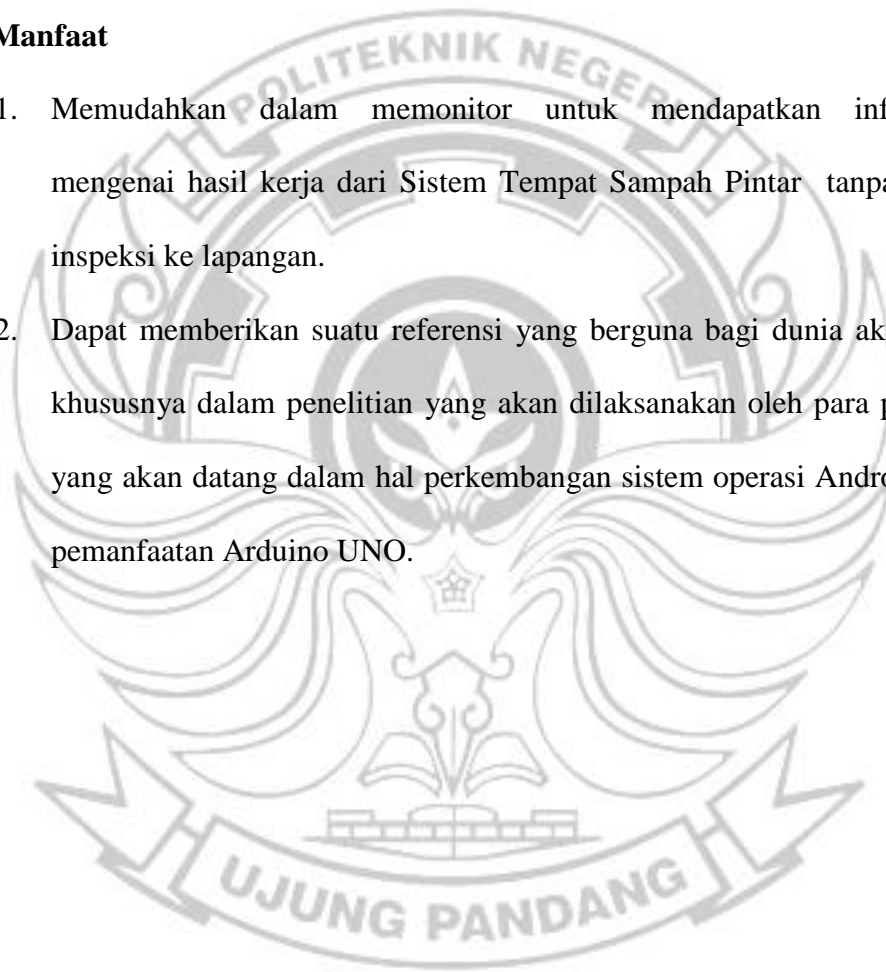 Manfaat
POLITEKNIK NEGERI
1. Memudahkan dalam memonitor untuk mendapatkan inf
mengenai hasil kerja dari Sistem Tempat Sampah Pintar tanpa
inspeksi ke lapangan.
2. Dapat memberikan suatu referensi yang berguna bagi dunia ak
khususnya dalam penelitian yang akan dilaksanakan oleh para p
yang akan datang dalam hal perkembangan sistem operasi Andro
pemanfaatan Arduino UNO.
UJUNG PANDANG